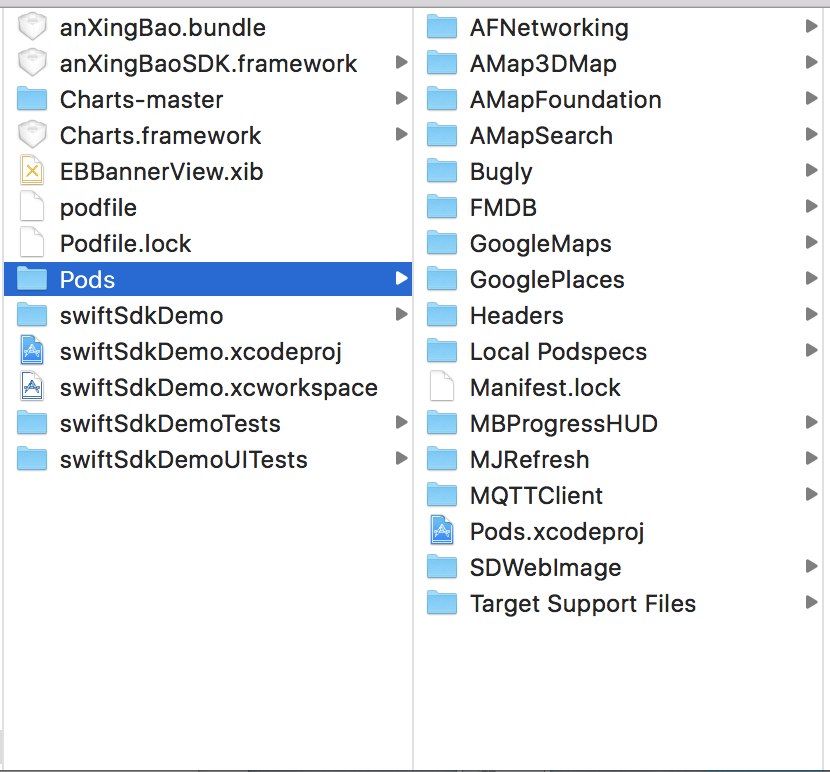 anXingBao.bundle
anXingBaoSDK.framework
Charts-master
Charts.framework
EBBannerView.xib
podfile
Podfile.lock
Pods
swiftSdkDemo
swiftSdkDemo.xcodeproj
swiftSdkDemo.xcworkspace
swiftSdkDemoTests
swiftSdkDemoUITests
AFNetworking
AMap3DMap
AMapFoundation
AMapSearch
Bugly
FMDB
GoogleMaps
GooglePlaces
Headers
Local Podspecs
Manifest.lock
MBProgressHUD
MJRefresh
MQTTClient
Pods.xcodeproj
SDWebImage
Target Support Files